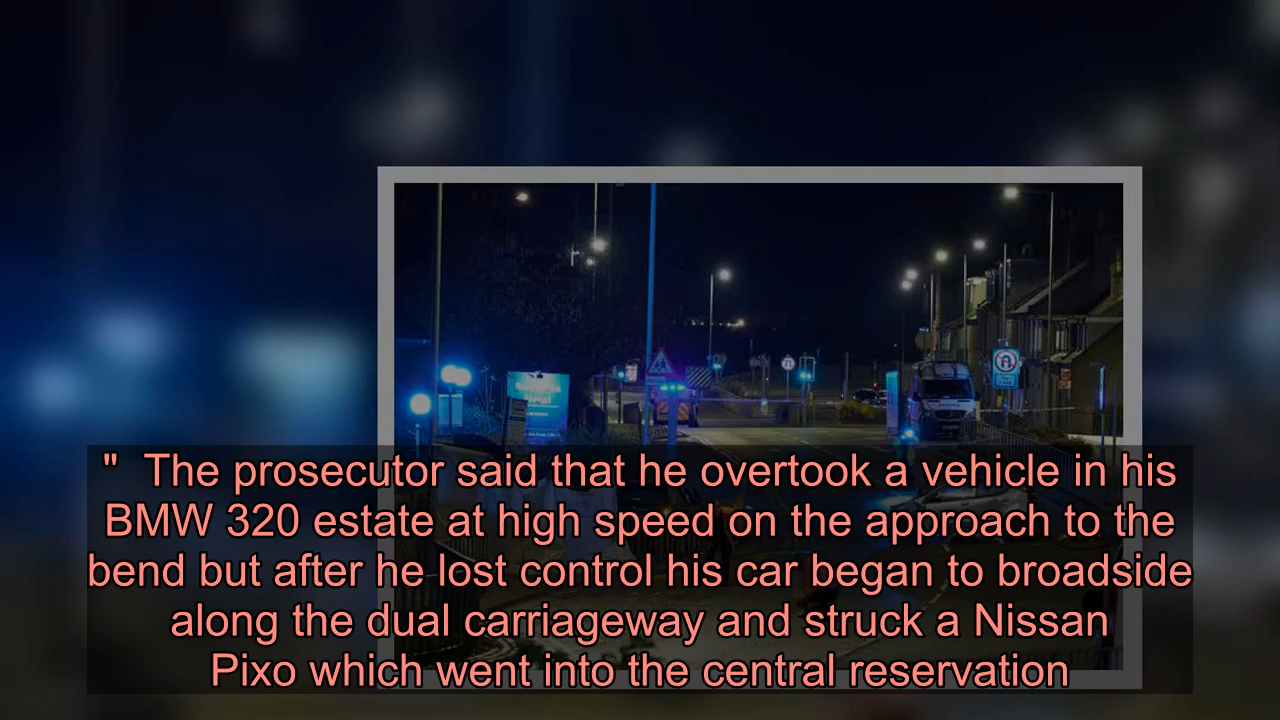 "  The prosecutor said that he overtook a vehicle in his
BMW 320 estate at high speed on the approach to the
bend but after he lost control his car began to broadside
along the dual carriageway and struck a Nissan
Pixo which went into the central reservation